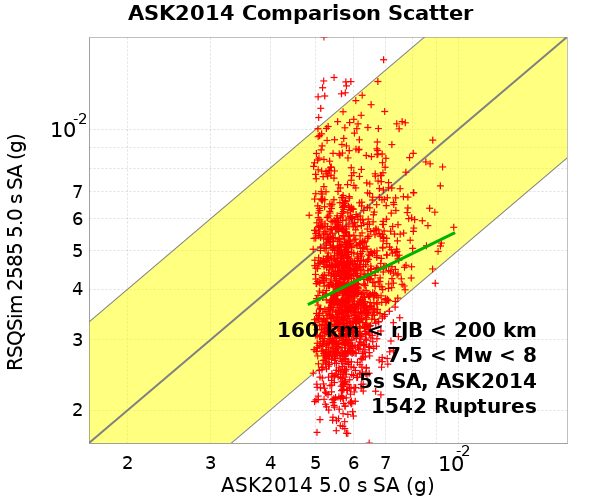 ASK2014 Comparison Scatter
RSQSim 2585 5.0 s SA (g)
10-2
7
6
5
4
3
2
160 km < rJB < 200 km
7.5 < Mw < 8
5s SA, ASK2014
1542 Ruptures
2 3 4 5 6 7 10-2
ASK2014 5.0 s SA (g)